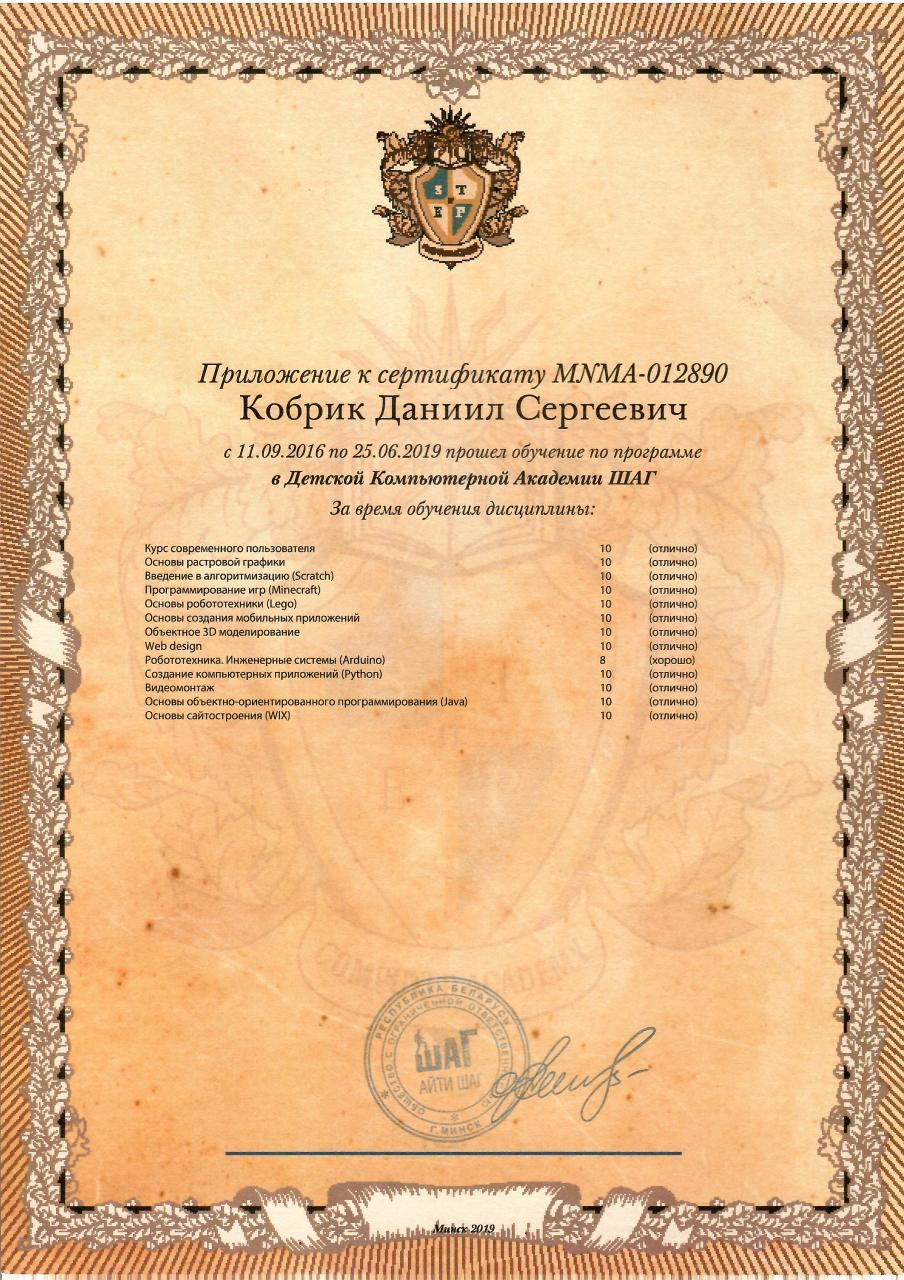 S T
E P
Приложение к сертификату MNMA-012890
Кобрик Даниил Сергеевич
с 11.09.2016 по 25.06.2019 прошел обучение по программе
в Детской Компьютерной Академии ШАГ
За время обучения дисциплины:
Курс современного пользователя 10 (отлично)
Основы растровой графики 10 (отлично)
Введение в алгоритмизацию (Scratch) 10 (отлично)
Программирование игр (Minecraft) 10 (отлично)
Основы робототехники (Lego) 10 (отлично)
Основы создания мобильных приложений 10 (отлично)
Объектное 3D моделирование 10 (отлично)
Web design 10 (отлично)
Робототехника. Инженерные системы (Arduino) 8 (хорошо)
Создание компьютерных приложений (Python) 10 (отлично)
Видеомонтаж 10 (отлично)
Основы объектно-ориентированного программирования (Java) 10 (отлично)
Основы сайтостроения (WIX) 10 (отлично)
COMPUTER ACADEMY
РЕСПУБЛИКА БЕЛАРУСЬ
ОБЩЕСТВО С ОГРАНИЧЕННОЙ ОТВЕТСТВЕННОСТЬЮ
ШАГ
АЙТИ ШАГ
Г.МИНСК
Минск 2019